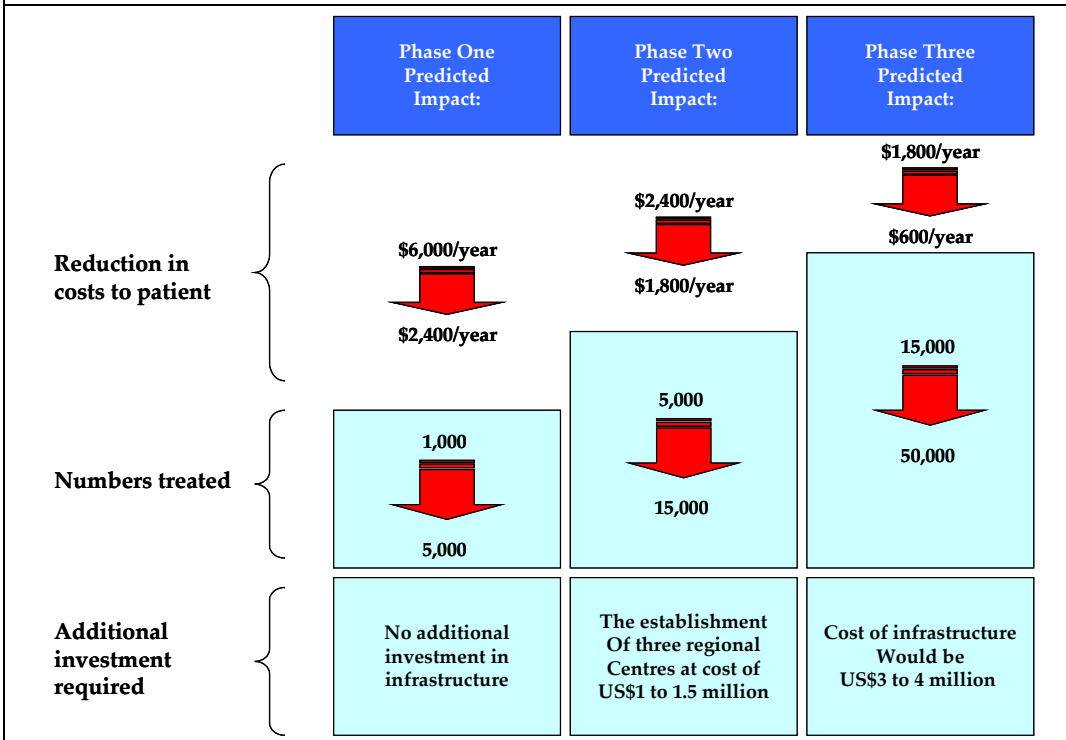 Phase One
Predicted
Impact:
Phase Two
Predicted
Impact:
Phase Three
Predicted
Impact:
Reduction in
costs to patient
$6,000/year
$2,400/year
$2,400/year
$1,800/year
$1,800/year
$600/year
Numbers treated
1,000
5,000
5,000
15,000
15,000
50,000
Additional
investment
required
No additional
investment in
infrastructure
The establishment
Of three regional
Centres at cost of
US$1 to 1.5 million
Cost of infrastructure
Would be
US$3 to 4 million